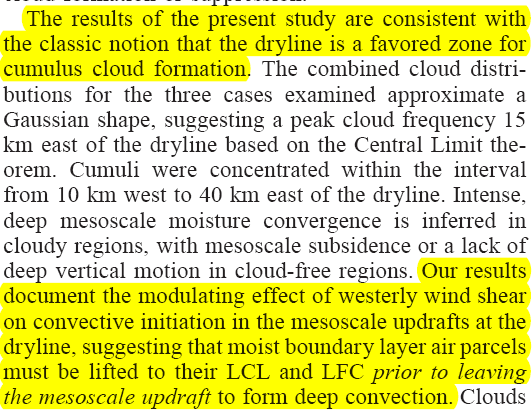 The results of the present study are consistent with
the classic notion that the dryline is a favored zone for
cumulus cloud formation. The combined cloud distri-
butions for the three cases examined approximate a
Gaussian shape, suggesting a peak cloud frequency 15
km east of the dryline based on the Central Limit the-
orem. Cumuli were concentrated within the interval
from 10 km west to 40 km east of the dryline. Intense,
deep mesoscale moisture convergence is inferred in
cloudy regions, with mesoscale subsidence or a lack of
deep vertical motion in cloud-free regions. Our results
document the modulating effect of westerly wind shear
on convective initiation in the mesoscale updrafts at the
dryline, suggesting that moist boundary layer air parcels
must be lifted to their LCL and LFC prior to leaving
the mesoscale updraft to form deep convection. Clouds